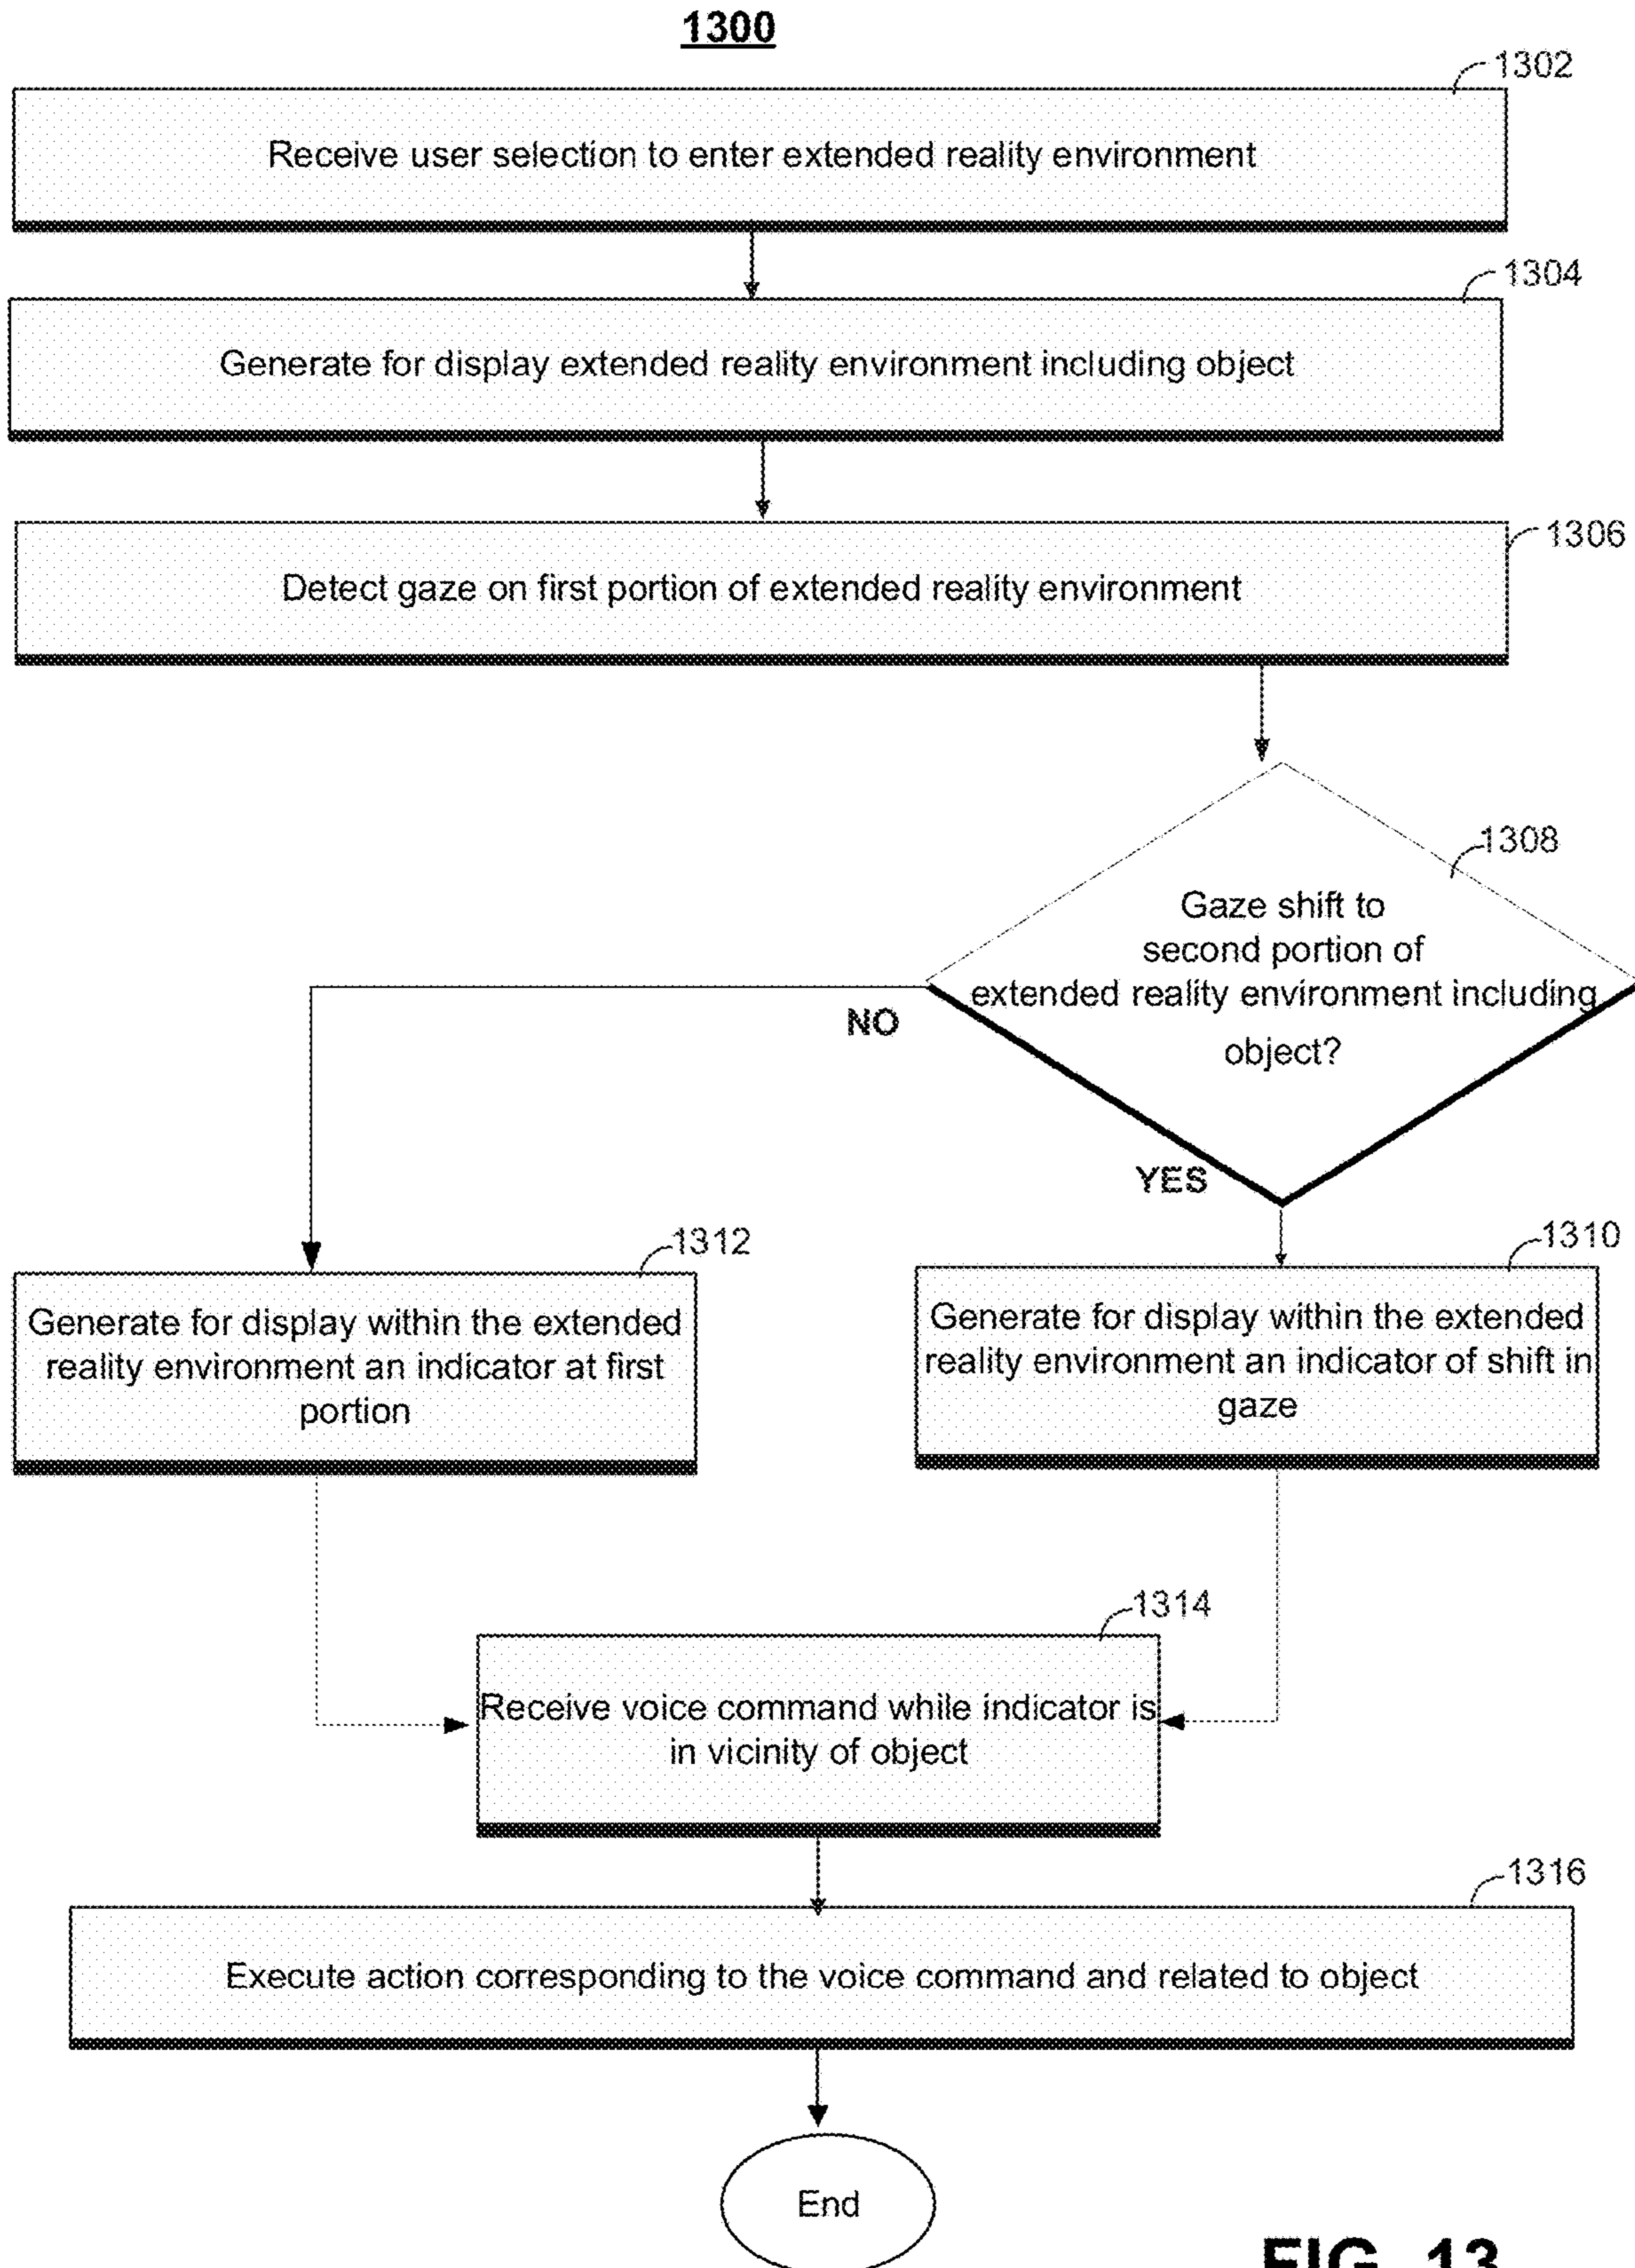 1300
1302
Receive user selection to enter extended reality environment
1304
Generate for display extended reality environment including object
1306
Detect gaze on first portion of extended reality environment
1308
Gaze shift to
second portion of
extended reality environment including
object?
NO
YES
1312
Generate for display within the extended
reality environment an indicator at first
portion
1310
Generate for display within the extended
reality environment an indicator of shift in
gaze
1314
Receive voice command while indicator is
in vicinity of object
1316
Execute action corresponding to the voice command and related to object
End
FIG. 13